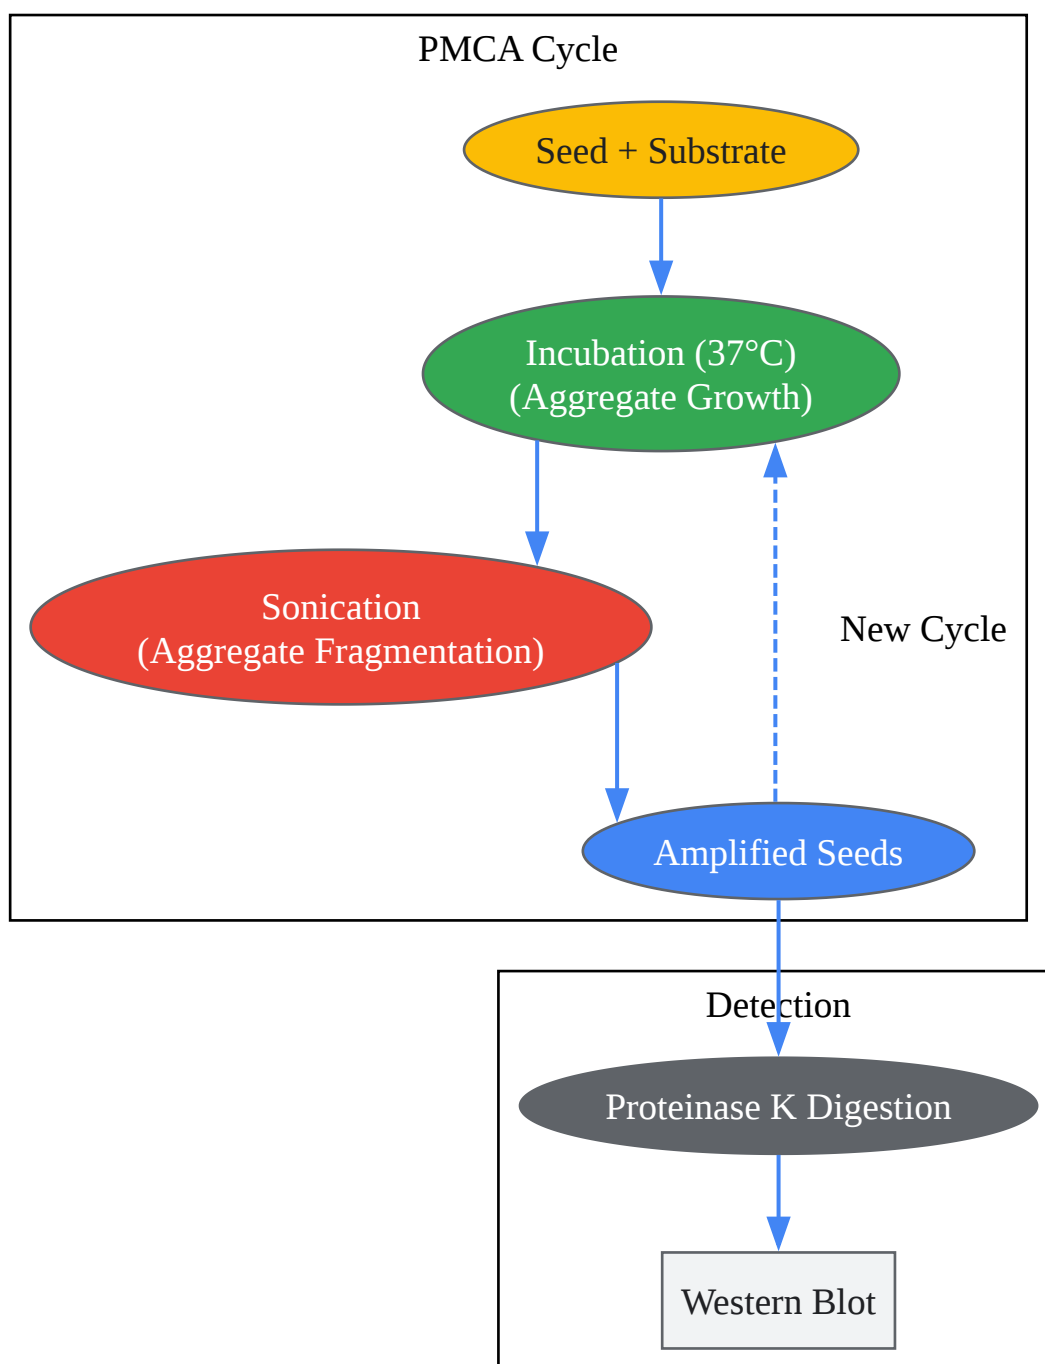 PMCA Cycle
Seed + Substrate
Incubation (37°C)
(Aggregate Growth)
Sonication
(Aggregate Fragmentation)
New Cycle
Amplified Seeds
Detection
Proteinase K Digestion
Western Blot